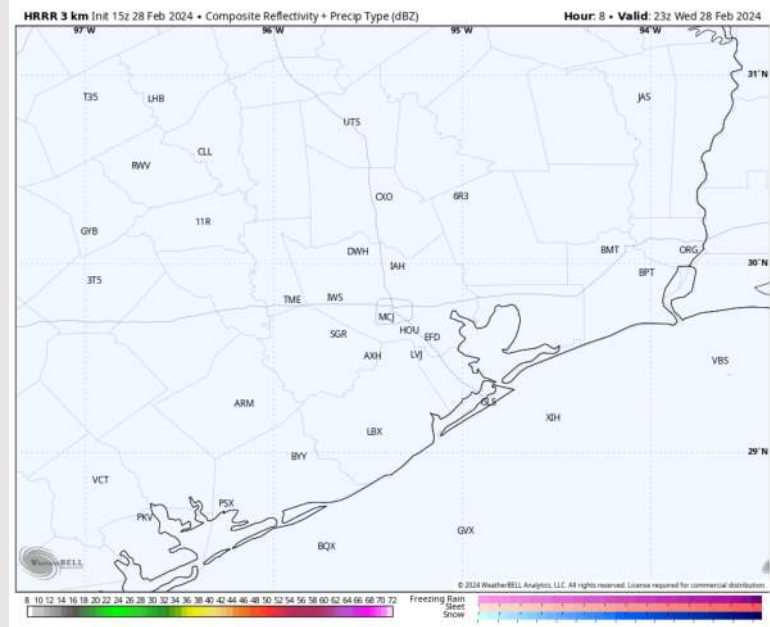 HRRR 3 km Init 15z 28 Feb 2024 • Composite Reflectivity + Precip Type (dBZ) Hour: 8 • Valid: 23z Wed 28 Feb 2024
97°W 96°W 95°W 94°W
31°N
T35 LHB JAS
UTS
CLL
RWV
CXO 6R3
11R
GYB
DWH BMT ORG
IAH 30°N
BPT
3T5
TME IWS
MCJ
SGR HOU EFD
AXH LVJ VBS
ARM GLS
XIH
LBX
BYY 29°N
VCT
PSX
PKV
GVX
BQX
WeatherBELL
© 2024 WeatherBELL Analytics, LLC. All rights reserved. License required for commercial distribution.
8 10 12 14 16 18 20 22 24 26 28 30 32 34 36 38 40 42 44 46 48 50 52 54 56 58 60 62 64 66 68 70 72
Freezing Rain
Sleet
Snow